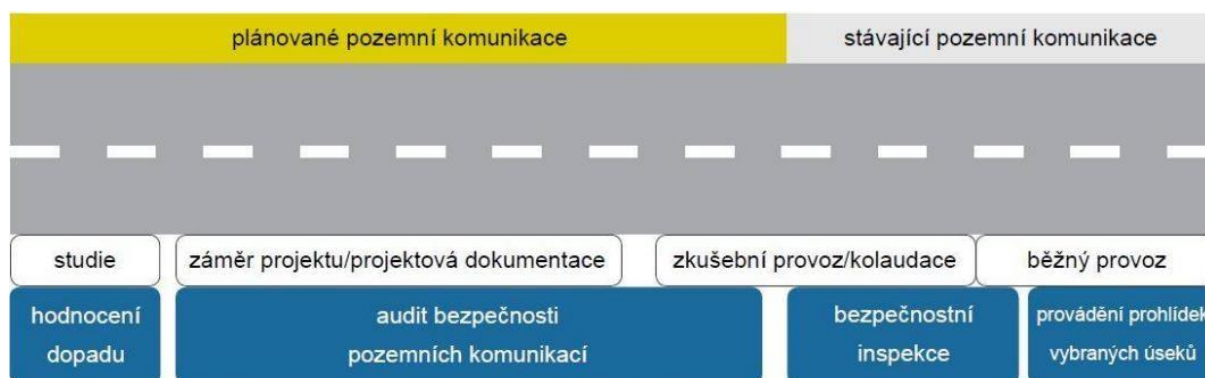 plánované pozemní komunikace
stávající pozemní komunikace
studie
záměr projektu/projektová dokumentace
zkušební provoz/kolaudace
běžný provoz
hodnocení
dopadu
audit bezpečnosti
pozemních komunikací
bezpečnostní
inspekce
provádění prohlídek
vybraných úseků